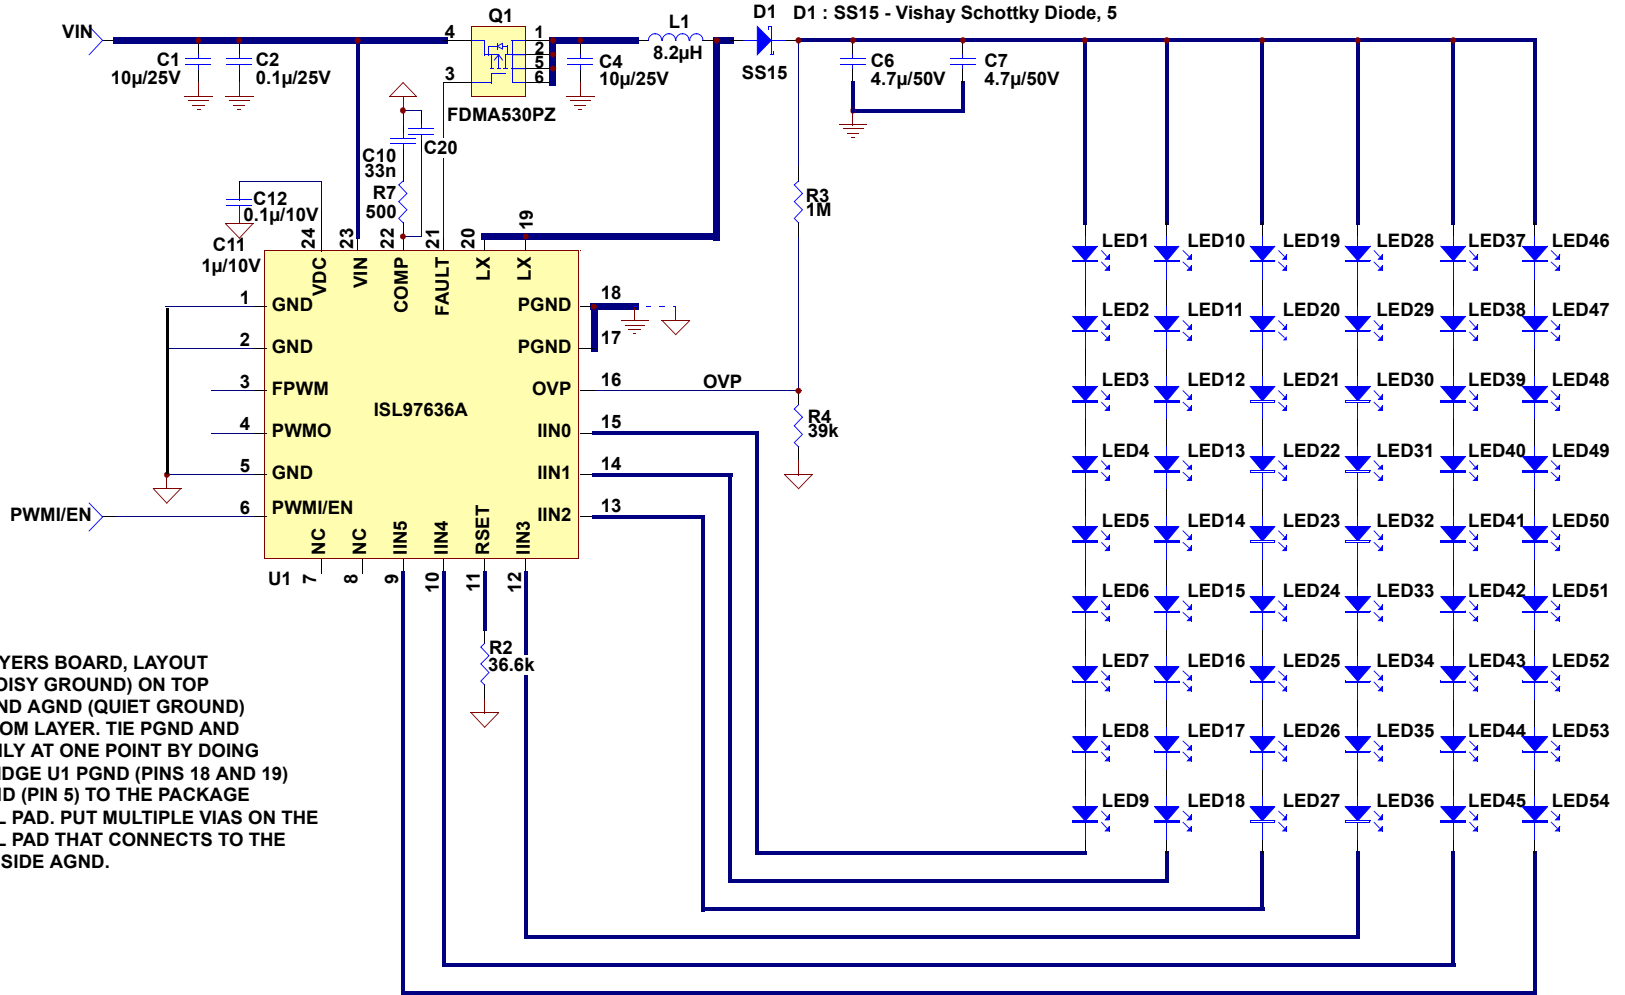 D1 : SS15 - Vishay Schottky Diode, 5
VIN
C1
10µ/25V
C2
0.1µ/25V
Q1
4
3
1
2
5
6
FDMA530PZ
C4
10µ/25V
L1
8.2µH
D1
SS15
C6
4.7µ/50V
C7
4.7µ/50V
C10
33n
C20
R7
500
C12
0.1µ/10V
C11
1µ/10V
R3
1M
24
23
22
21
20
19
VDC
VIN
COMP
FAULT
LX
LX
1 GND
2 GND
3 FPWM
4 PWMO
5 GND
6 PWMI/EN
PWMI/EN
ISL97636A
PGND 18
PGND 17
OVP 16
OVP
IIN0 15
IIN1 14
IIN2 13
NC
NC
IIN5
IIN4
RSET
IIN3
U1
7
8
9
10
11
12
R4
39k
R2
36.6k
LED1 LED10 LED19 LED28 LED37 LED46
LED2 LED11 LED20 LED29 LED38 LED47
LED3 LED12 LED21 LED30 LED39 LED48
LED4 LED13 LED22 LED31 LED40 LED49
LED5 LED14 LED23 LED32 LED41 LED50
LED6 LED15 LED24 LED33 LED42 LED51
LED7 LED16 LED25 LED34 LED43 LED52
LED8 LED17 LED26 LED35 LED44 LED53
LED9 LED18 LED27 LED36 LED45 LED54
YERS BOARD, LAYOUT
OISY GROUND) ON TOP
ND AGND (QUIET GROUND)
OM LAYER. TIE PGND AND
LY AT ONE POINT BY DOING
DGE U1 PGND (PINS 18 AND 19)
D (PIN 5) TO THE PACKAGE
L PAD. PUT MULTIPLE VIAS ON THE
L PAD THAT CONNECTS TO THE
SIDE AGND.